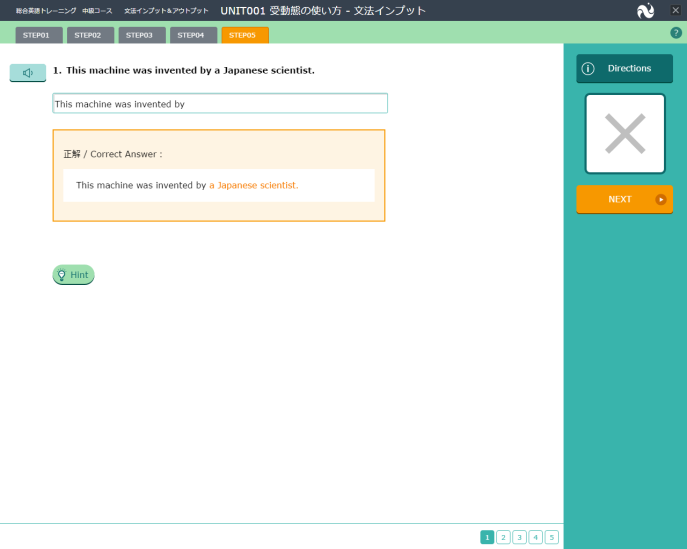 総合英語トレーニング 中級コース 文法インプット&アウトプット UNIT001 受動態の使い方 - 文法インプット
STEP01 STEP02 STEP03 STEP04 STEP05
?
1. This machine was invented by a Japanese scientist.
Directions
This machine was invented by
正解 / Correct Answer :
This machine was invented by a Japanese scientist.
NEXT
Hint
1 2 3 4 5